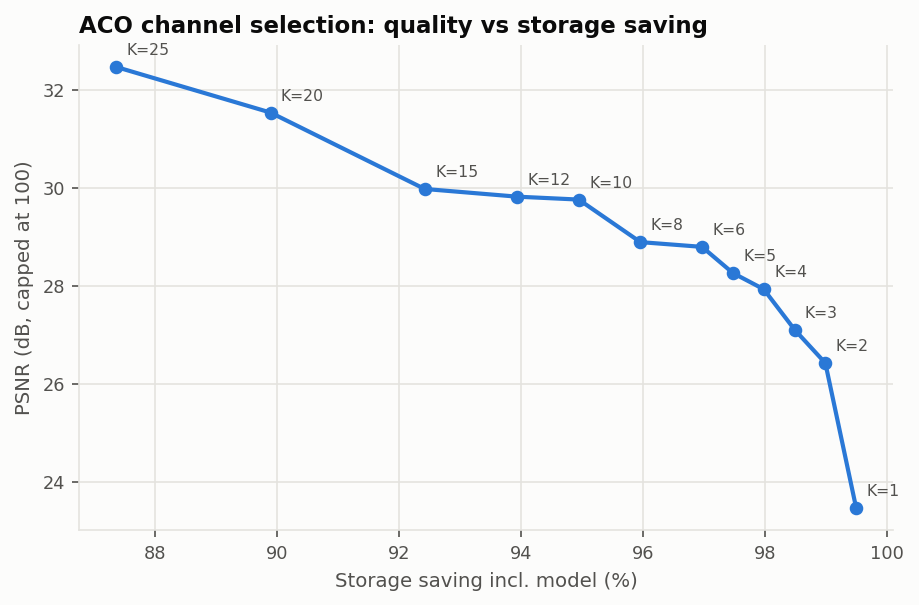 ACO channel selection: quality vs storage saving
K=25
K=20
K=15
K=12
K=10
K=8
K=6
K=5
K=4
K=3
K=2
K=1
32
30
28
26
24
PSNR (dB, capped at 100)
88
90
92
94
96
98
100
Storage saving incl. model (%)